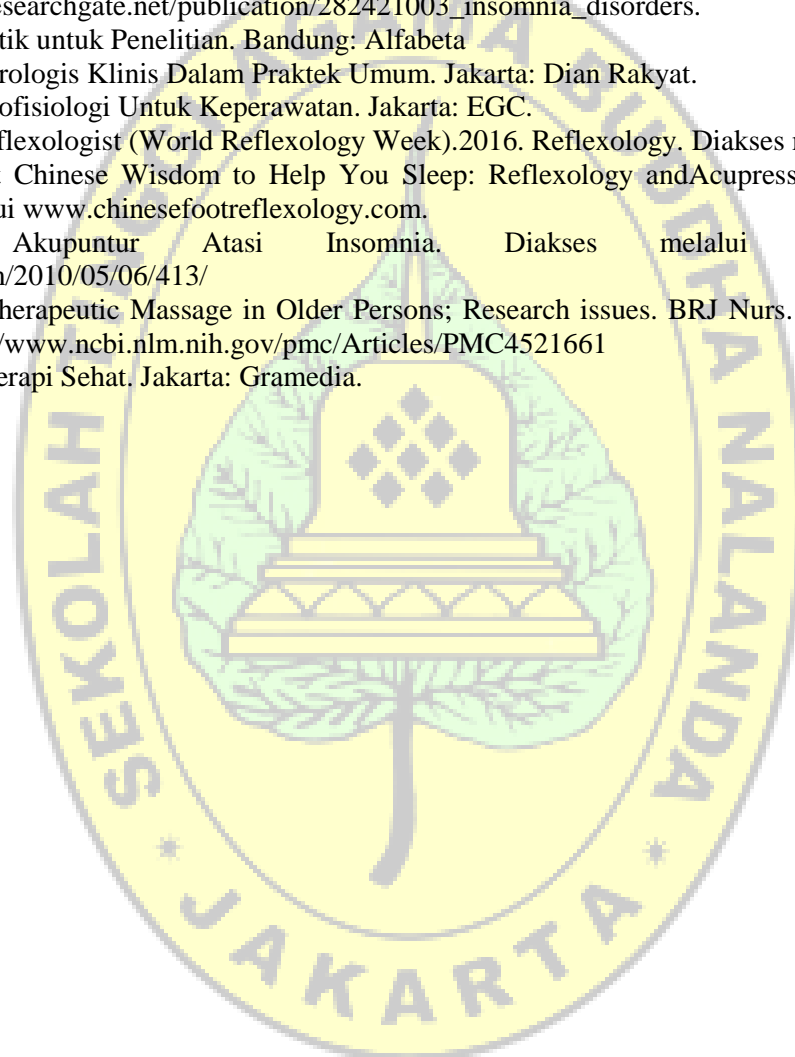 esearchgate.net/publication/282421003_insomnia_disorders.
tik untuk Penelitian. Bandung: Alfabeta
rologis Klinis Dalam Praktek Umum. Jakarta: Dian Rakyat.
ofisiologi Untuk Keperawatan. Jakarta: EGC.
flexologist (World Reflexology Week).2016. Reflexology. Diakses
Chinese Wisdom to Help You Sleep: Reflexology andAcupress
ui www.chinesefootreflexology.com.
Akupuntur Atasi Insomnia. Diakses melalui
n/2010/05/06/413/
herapeutic Massage in Older Persons; Research issues. BRJ Nurs.
/www.ncbi.nlm.nih.gov/pmc/Articles/PMC4521661
erapi Sehat. Jakarta: Gramedia.
SEKOLAH TINGGI AGAMA BUDDHA NALANDA
* JAKARTA *